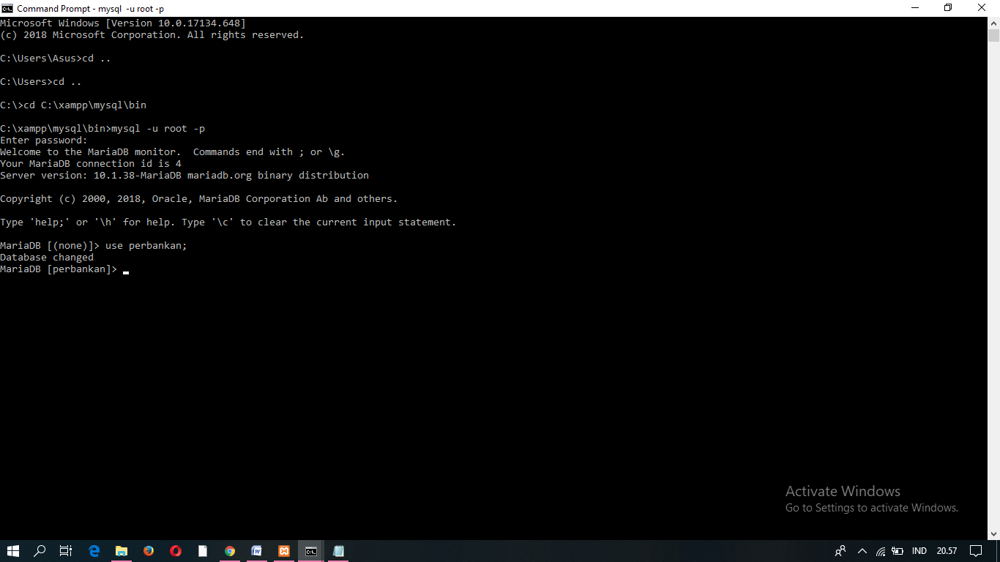 Command Prompt - mysql  -u root -p
Microsoft Windows [Version 10.0.17134.648]
(c) 2018 Microsoft Corporation. All rights reserved.
C:\Users\Asus>cd ..
C:\Users>cd ..
C:\>cd C:\xampp\mysql\bin
C:\xampp\mysql\bin>mysql -u root -p
Enter password:
Welcome to the MariaDB monitor.  Commands end with ; or \g.
Your MariaDB connection id is 4
Server version: 10.1.38-MariaDB mariadb.org binary distribution
Copyright (c) 2000, 2018, Oracle, MariaDB Corporation Ab and others.
Type 'help;' or '\h' for help. Type '\c' to clear the current input statement.
MariaDB [(none)]> use perbankan;
Database changed
MariaDB [perbankan]>
Activate Windows
Go to Settings to activate Windows.
IND 20.57